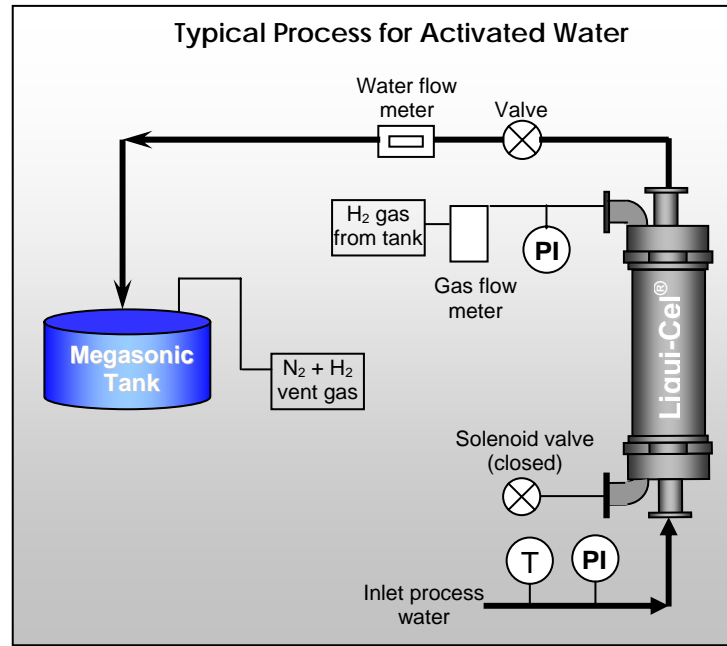 Typical Process for Activated Water
Water flow
meter
Valve
H₂ gas
from tank
PI
Gas flow
meter
Liqui-Cel®
Megasonic
Tank
N₂ + H₂
vent gas
Solenoid valve
(closed)
T
PI
Inlet process
water